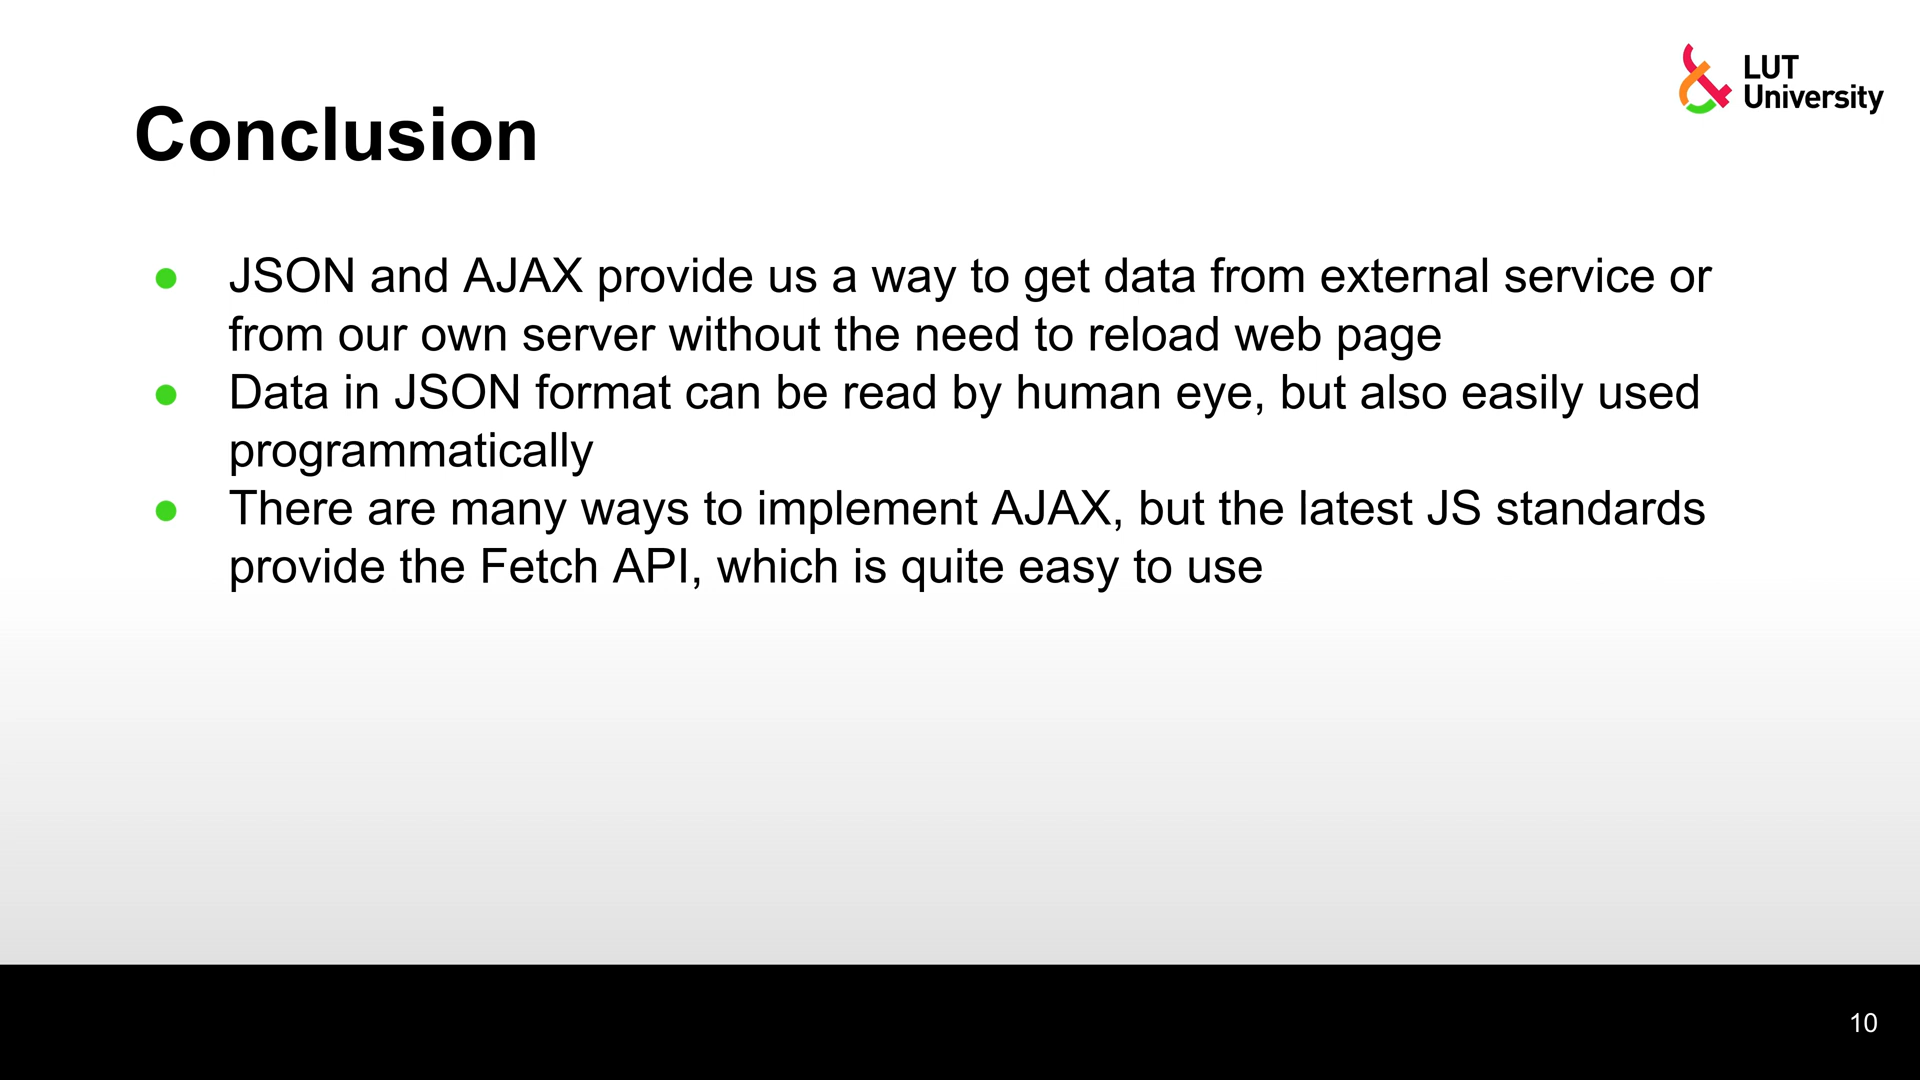 LUT
University
Conclusion
● JSON and AJAX provide us a way to get data from external service or
from our own server without the need to reload web page
● Data in JSON format can be read by human eye, but also easily used
programmatically
● There are many ways to implement AJAX, but the latest JS standards
provide the Fetch API, which is quite easy to use
10